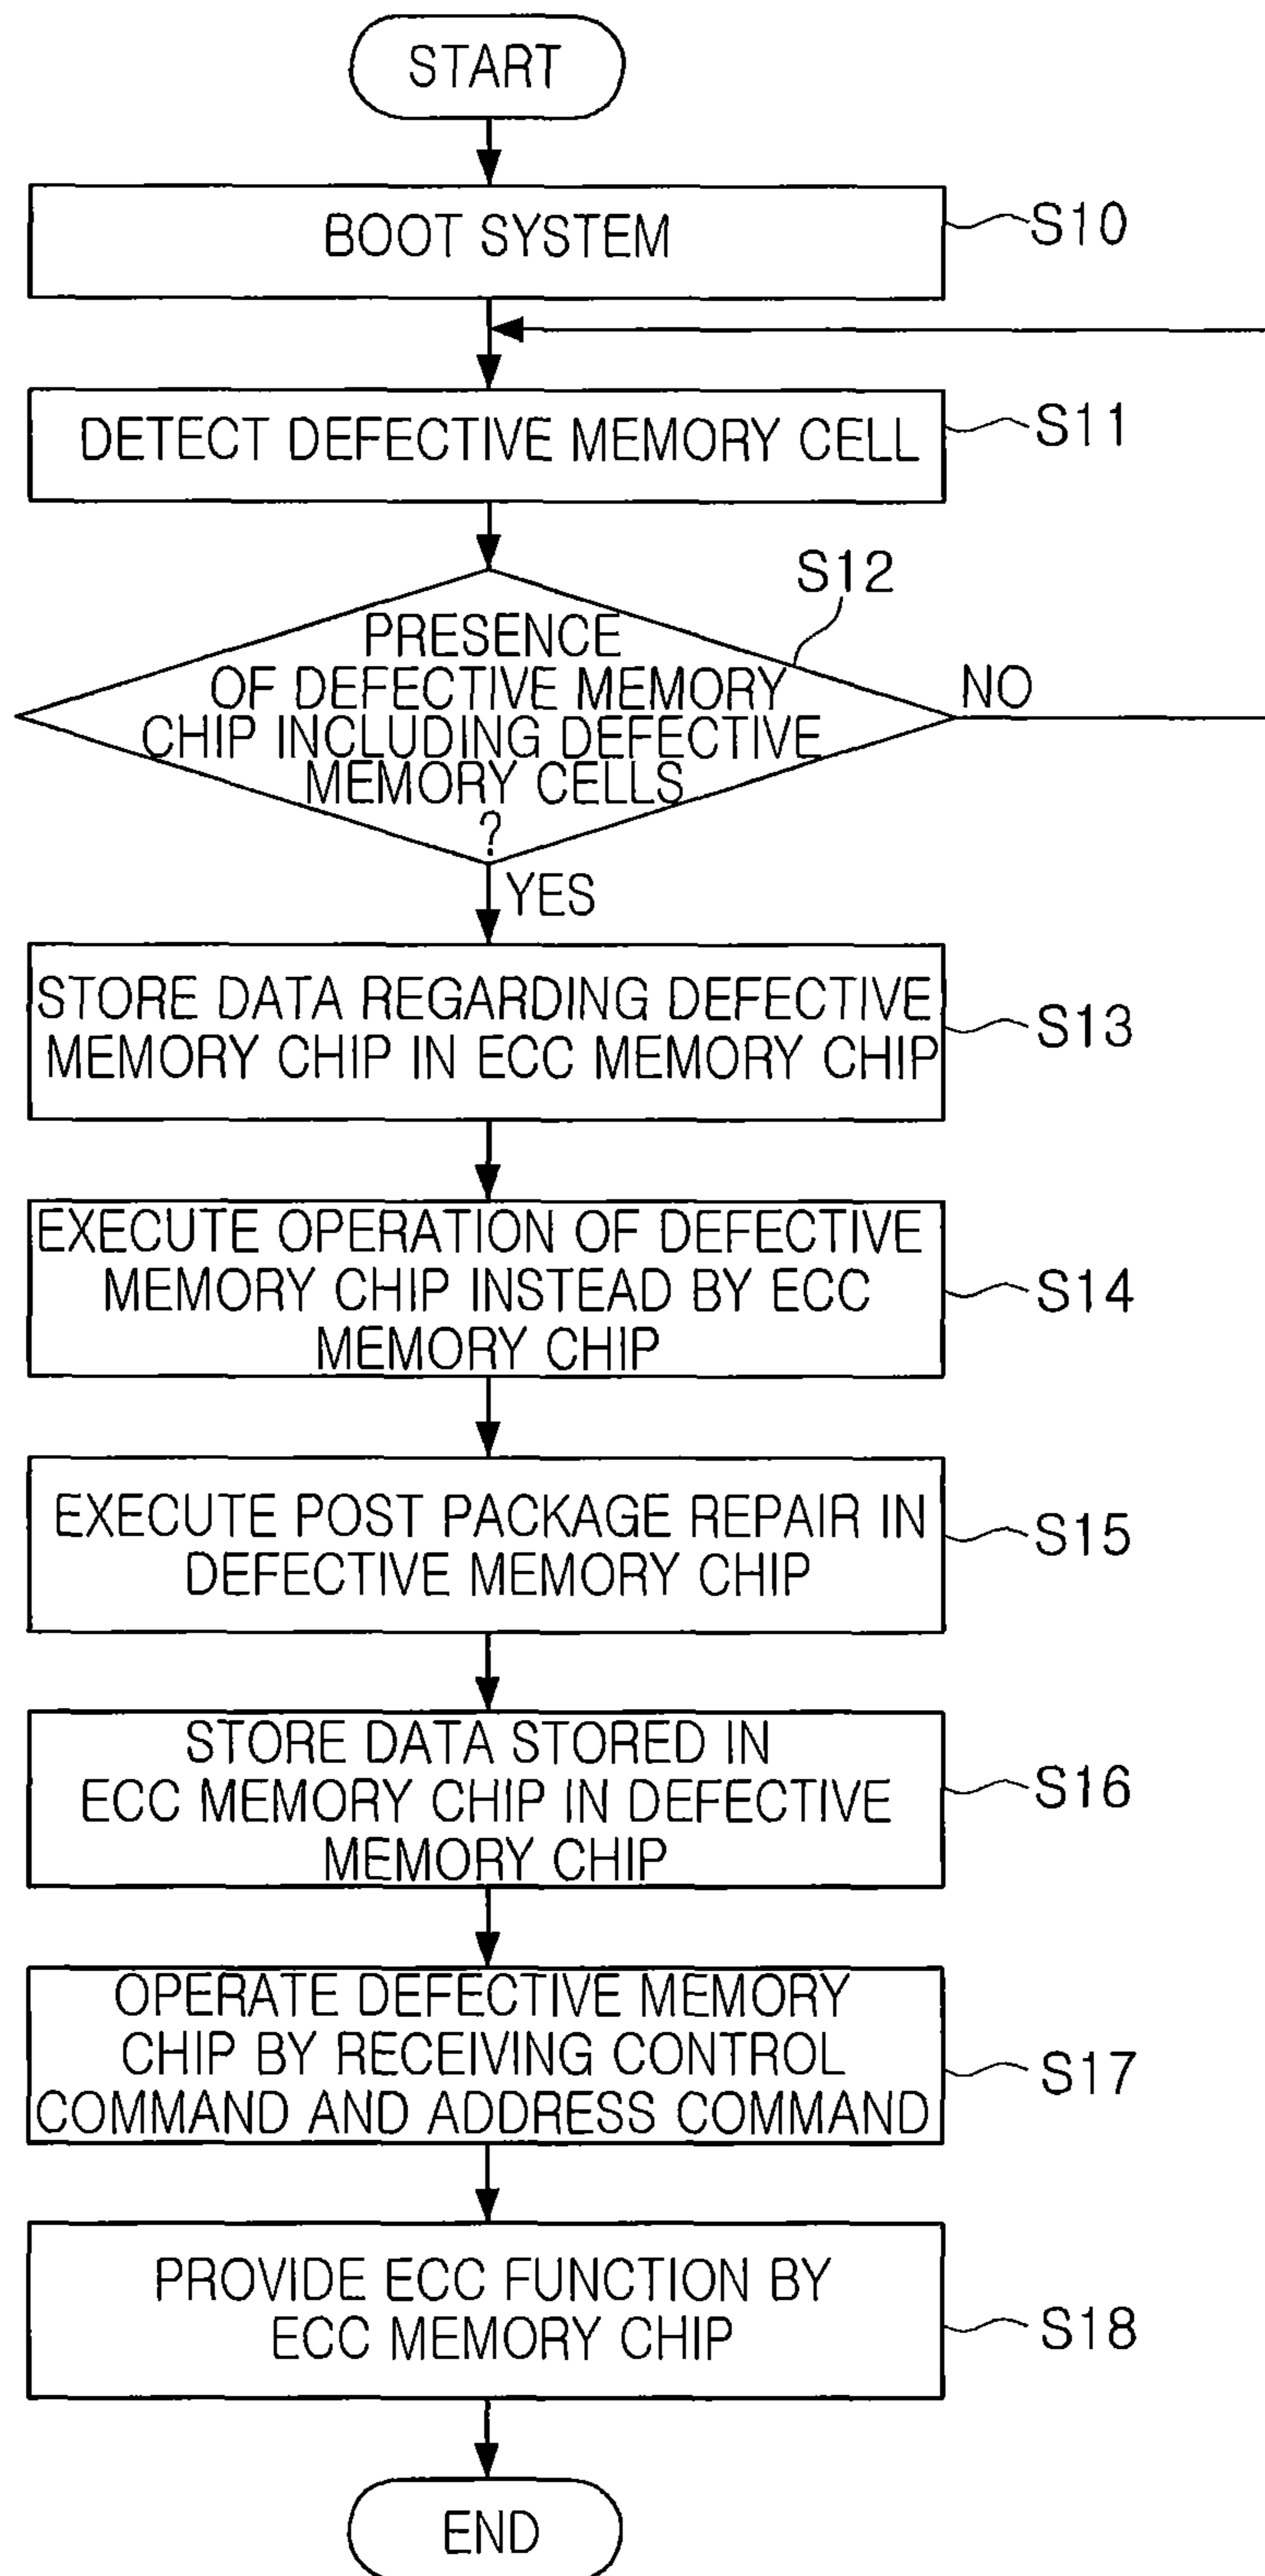 START
BOOT SYSTEM
S10
DETECT DEFECTIVE MEMORY CELL
S11
S12
PRESENCE
OF DEFECTIVE MEMORY
CHIP INCLUDING DEFECTIVE
MEMORY CELLS
?
NO
YES
STORE DATA REGARDING DEFECTIVE
MEMORY CHIP IN ECC MEMORY CHIP
S13
EXECUTE OPERATION OF DEFECTIVE
MEMORY CHIP INSTEAD BY ECC
MEMORY CHIP
S14
EXECUTE POST PACKAGE REPAIR IN
DEFECTIVE MEMORY CHIP
S15
STORE DATA STORED IN
ECC MEMORY CHIP IN DEFECTIVE
MEMORY CHIP
S16
OPERATE DEFECTIVE MEMORY
CHIP BY RECEIVING CONTROL
COMMAND AND ADDRESS COMMAND
S17
PROVIDE ECC FUNCTION BY
ECC MEMORY CHIP
S18
END